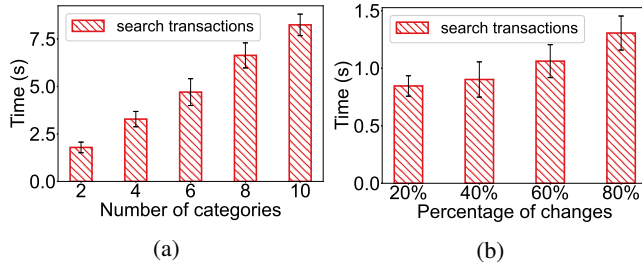 search transactions
Time (s)
7.5
5.0
2.5
0.0
2 4 6 8 10
Number of categories
(a)
search transactions
Time (s)
1.5
1.0
0.5
0.0
20% 40% 60% 80%
Percentage of changes
(b)